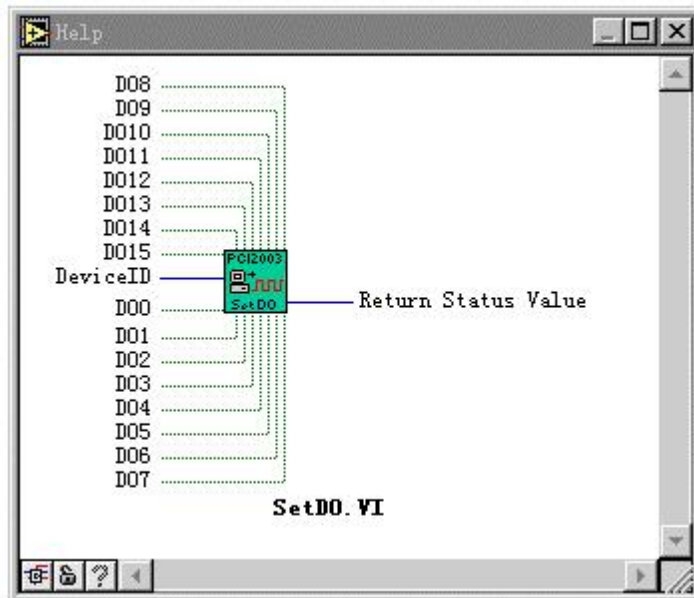 Help
DO8
DO9
DO10
DO11
DO12
DO13
DO14
DO15
PCI2003
DeviceID
SetDO
Return Status Value
DO0
DO1
DO2
DO3
DO4
DO5
DO6
DO7
SetDO.VI
?